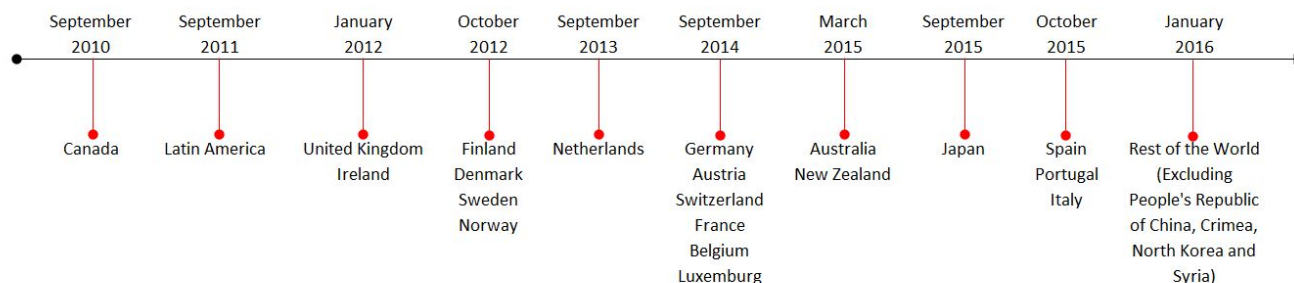 September
2010
September
2011
January
2012
October
2012
September
2013
September
2014
March
2015
September
2015
October
2015
January
2016
Canada
Latin America
United Kingdom
Ireland
Finland
Denmark
Sweden
Norway
Netherlands
Germany
Austria
Switzerland
France
Belgium
Luxemburg
Australia
New Zealand
Japan
Spain
Portugal
Italy
Rest of the World
(Excluding
People's Republic
of China, Crimea,
North Korea and
Syria)